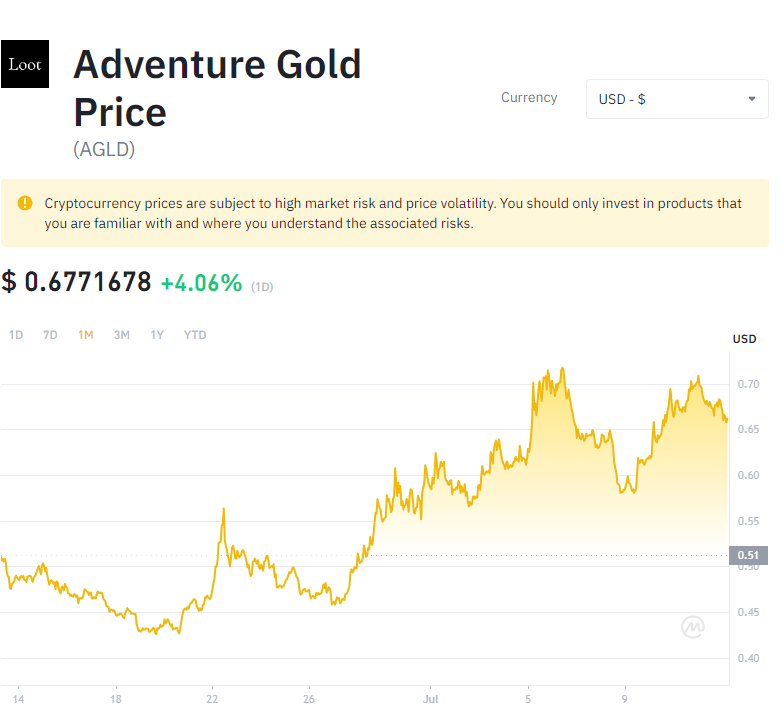 Loot
Adventure Gold
Price
(AGLD)
Currency
USD - $
Cryptocurrency prices are subject to high market risk and price volatility. You should only invest in products that
you are familiar with and where you understand the associated risks.
$ 0.6771678 +4.06% (1D)
1D 7D 1M 3M 1Y YTD
USD
0.70
0.65
0.60
0.55
0.51
0.50
0.45
0.40
14 18 22 26 Jul 5 9